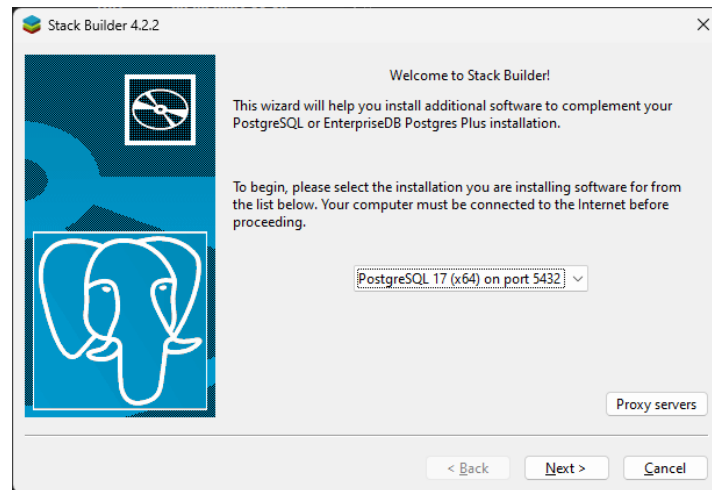 Stack Builder 4.2.2
Welcome to Stack Builder!
This wizard will help you install additional software to complement your
PostgreSQL or EnterpriseDB Postgres Plus installation.
To begin, please select the installation you are installing software for from
the list below. Your computer must be connected to the Internet before
proceeding.
PostgreSQL 17 (x64) on port 5432
Proxy servers
< Back
Next >
Cancel